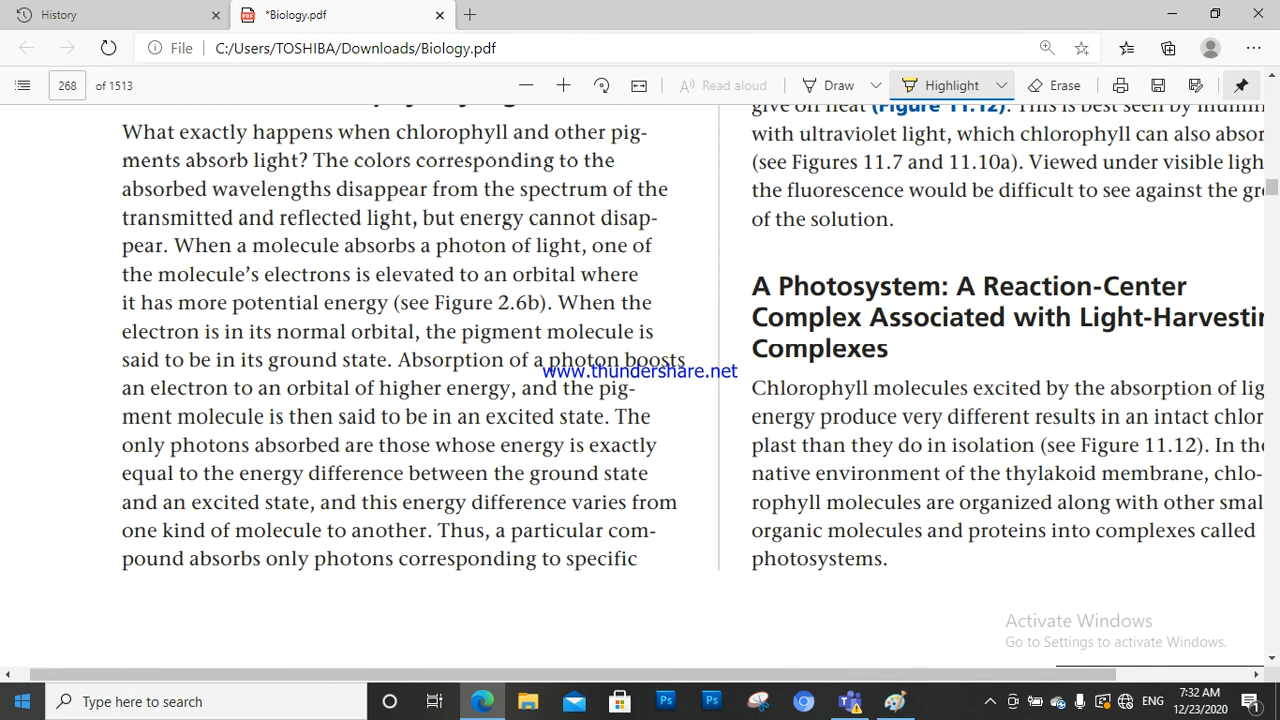 History
*Biology.pdf
File
C:/Users/TOSHIBA/Downloads/Biology.pdf
268 of 1513
Read aloud
Draw
Highlight
Erase
What exactly happens when chlorophyll and other pig-
ments absorb light? The colors corresponding to the
absorbed wavelengths disappear from the spectrum of the
transmitted and reflected light, but energy cannot disap-
pear. When a molecule absorbs a photon of light, one of
the molecule's electrons is elevated to an orbital where
it has more potential energy (see Figure 2.6b). When the
electron is in its normal orbital, the pigment molecule is
said to be in its ground state. Absorption of a photon boosts
an electron to an orbital of higher energy, and the pig-
ment molecule is then said to be in an excited state. The
only photons absorbed are those whose energy is exactly
equal to the energy difference between the ground state
and an excited state, and this energy difference varies from
one kind of molecule to another. Thus, a particular com-
pound absorbs only photons corresponding to specific
give off heat (Figure 11.12). This is best seen by illumin
with ultraviolet light, which chlorophyll can also absor
(see Figures 11.7 and 11.10a). Viewed under visible ligh
the fluorescence would be difficult to see against the gre
of the solution.
A Photosystem: A Reaction-Center
Complex Associated with Light-Harvestin
Complexes
Chlorophyll molecules excited by the absorption of lig
energy produce very different results in an intact chlor
plast than they do in isolation (see Figure 11.12). In the
native environment of the thylakoid membrane, chlo-
rophyll molecules are organized along with other smal
organic molecules and proteins into complexes called
photosystems.
www.thundershare.net
Activate Windows
Go to Settings to activate Windows.
Type here to search
ENG
7:32 AM
12/23/2020